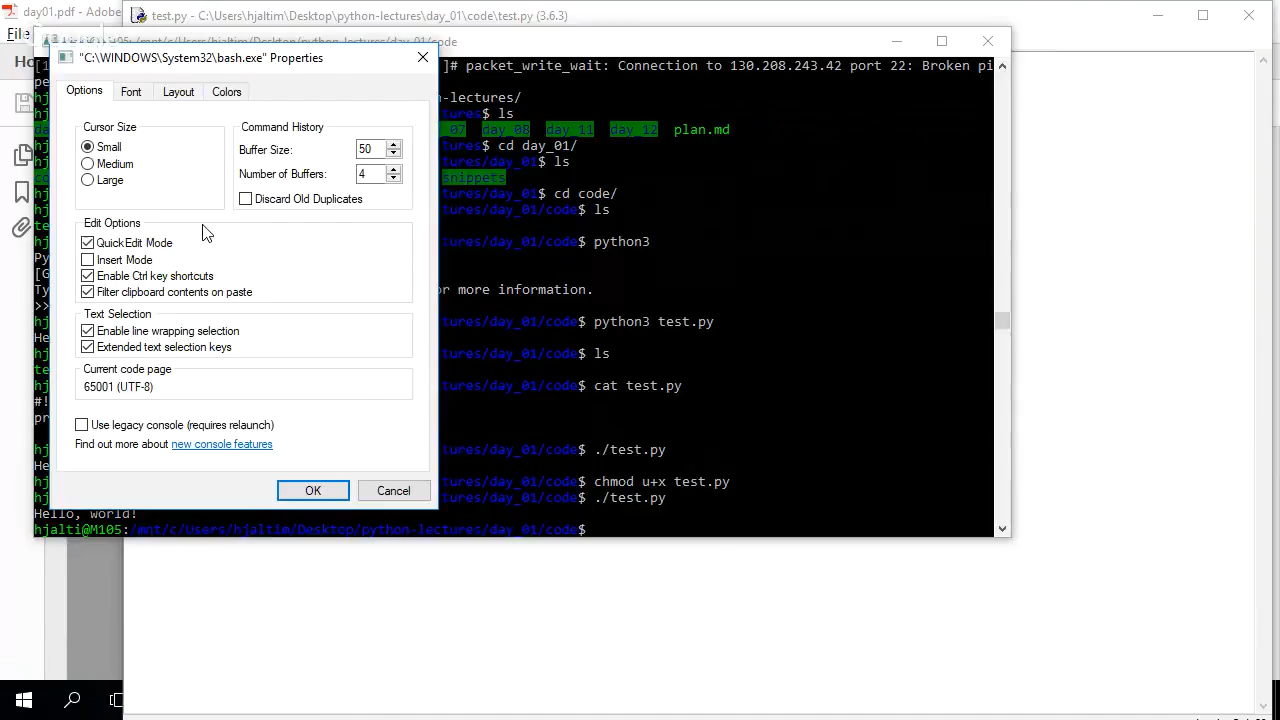 day01.pdf - Adobe
test.py - C:\Users\hjaltim\Desktop\python-lectures\day_01\code\test.py (3.6.3)
File
"C:\WINDOWS\System32\bash.exe" Properties
Options
Font
Layout
Colors
Cursor Size
Small
Medium
Large
Command History
Buffer Size: 50
Number of Buffers: 4
Discard Old Duplicates
Edit Options
QuickEdit Mode
Insert Mode
Enable Ctrl key shortcuts
Filter clipboard contents on paste
Text Selection
Enable line wrapping selection
Extended text selection keys
Current code page
65001 (UTF-8)
Use legacy console (requires relaunch)
Find out more about new console features
OK
Cancel
]# packet_write_wait: Connection to 130.208.243.42 port 22: Broken pi
n-lectures/
tures$ ls
_07 day_08 day_11 day_12 plan.md
tures$ cd day_01/
tures/day_01$ ls
snippets
tures/day_01$ cd code/
tures/day_01/code$ ls
tures/day_01/code$ python3
or more information.
tures/day_01/code$ python3 test.py
tures/day_01/code$ ls
tures/day_01/code$ cat test.py
tures/day_01/code$ ./test.py
tures/day_01/code$ chmod u+x test.py
tures/day_01/code$ ./test.py
Hello, world!
hjalti@M105:/mnt/c/Users/hjaltim/Desktop/python-lectures/day_01/code$